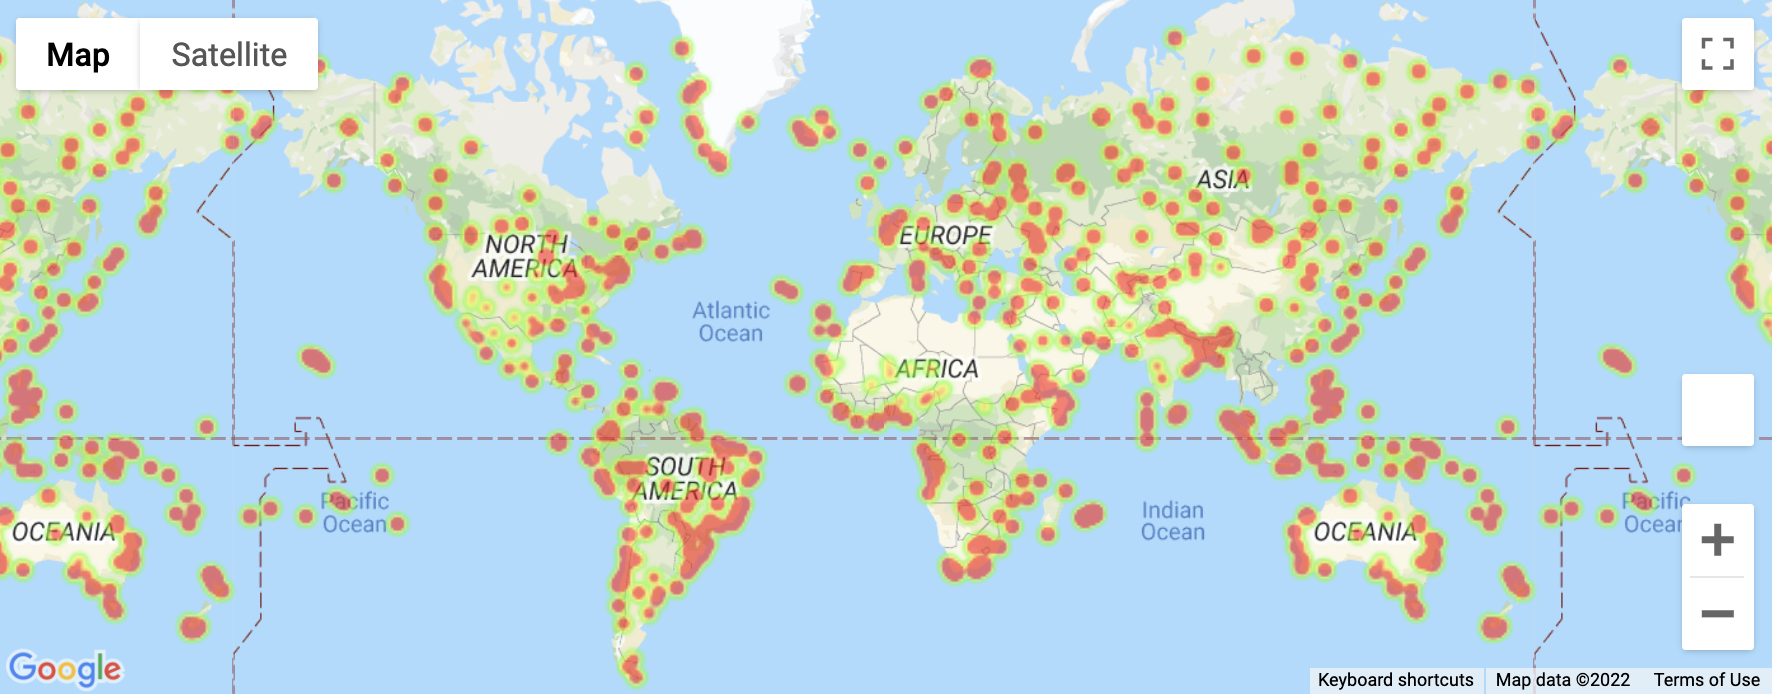 Map
Satellite
ASIA
NORTH
AMERICA
EUROPE
Atlantic
Ocean
AFRICA
SOUTH
AMERICA
Pacific
Ocean
Indian
Ocean
Pacific
Ocean
OCEANIA
OCEANIA
Google
Keyboard shortcuts
Map data ©2022
Terms of Use